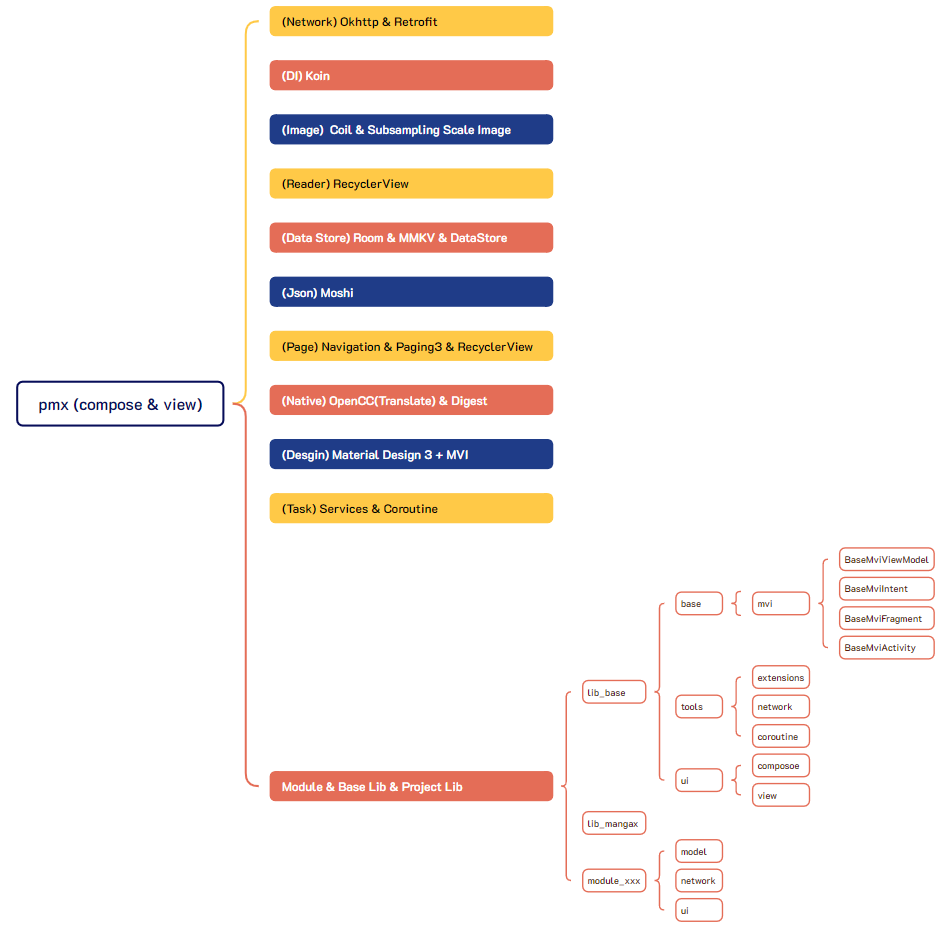 (Network) Okhttp & Retrofit
(DI) Koin
(Image) Coil & Subsampling Scale Image
(Reader) RecyclerView
(Data Store) Room & MMKV & DataStore
(Json) Moshi
(Page) Navigation & Paging3 & RecyclerView
pmx (compose & view)
(Native) OpenCC(Translate) & Digest
(Desgin) Material Design 3 + MVI
(Task) Services & Coroutine
Module & Base Lib & Project Lib
lib_base
base
mvi
BaseMviViewModel
BaseMviIntent
BaseMviFragment
BaseMviActivity
tools
extensions
network
coroutine
ui
composoe
view
lib_mangax
module_xxx
model
network
ui